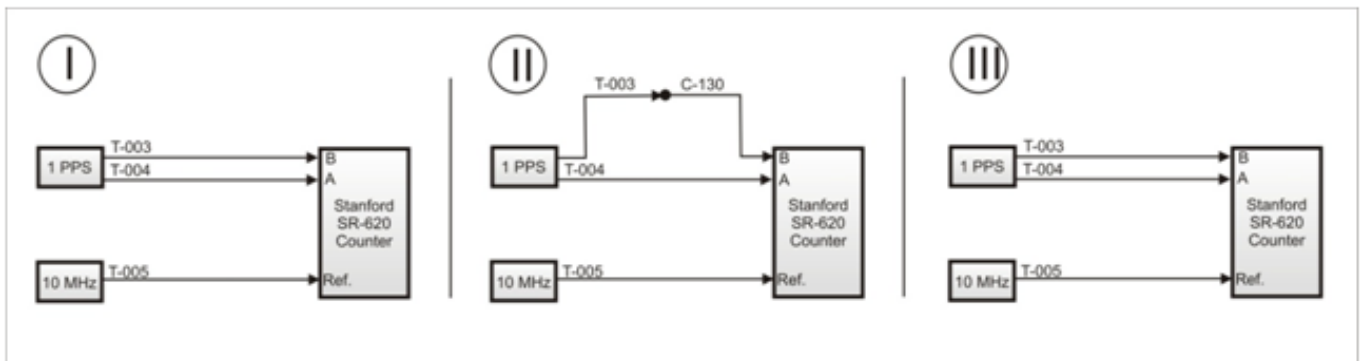 I
T-003
T-004
1 PPS
B
A
Stanford
SR-620
Counter
T-005
10 MHz
Ref.
II
T-003
C-130
1 PPS
T-004
B
A
Stanford
SR-620
Counter
T-005
10 MHz
Ref.
III
T-003
T-004
1 PPS
B
A
Stanford
SR-620
Counter
T-005
10 MHz
Ref.